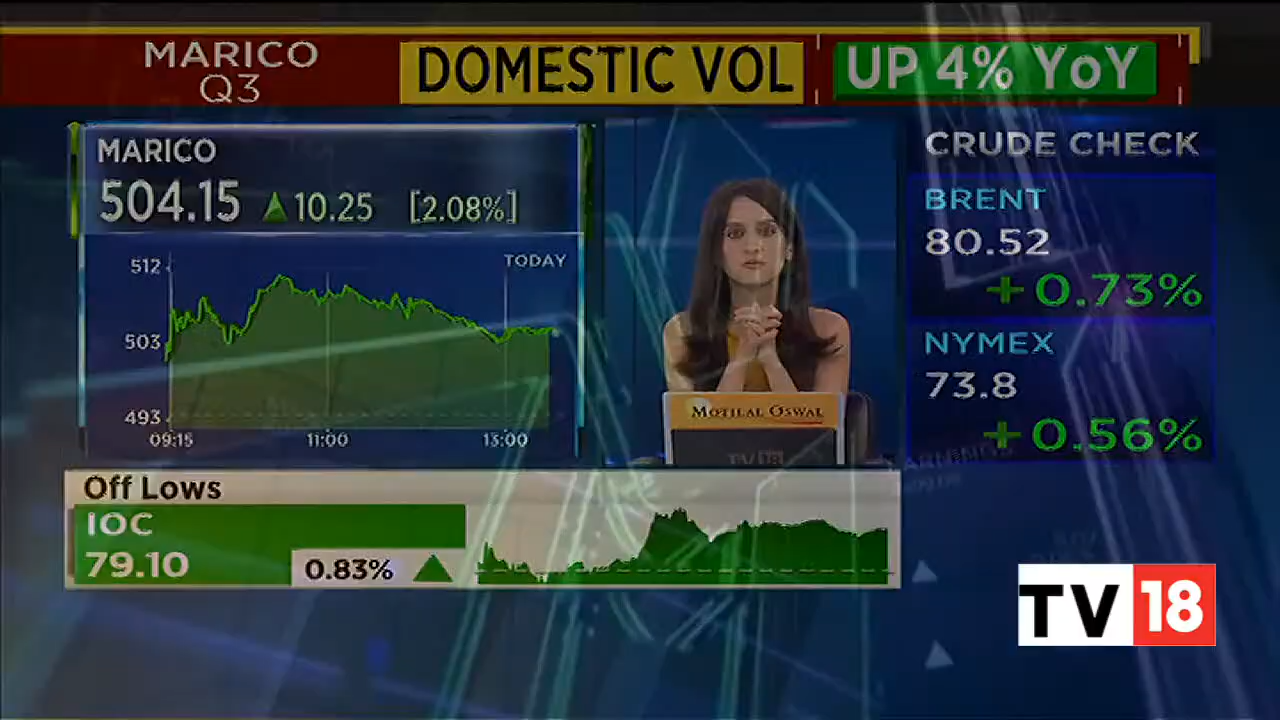 MARICO
Q3
DOMESTIC VOL
UP 4% YoY
MARICO
504.15 ▲ 10.25 [2.08%]
TODAY
512
503
493
09:15 11:00 13:00
MOTILAL OSWAL
TV18
CRUDE CHECK
BRENT
80.52
+0.73%
NYMEX
73.8
+0.56%
Off Lows
IOC
79.10
0.83% ▲
TV18